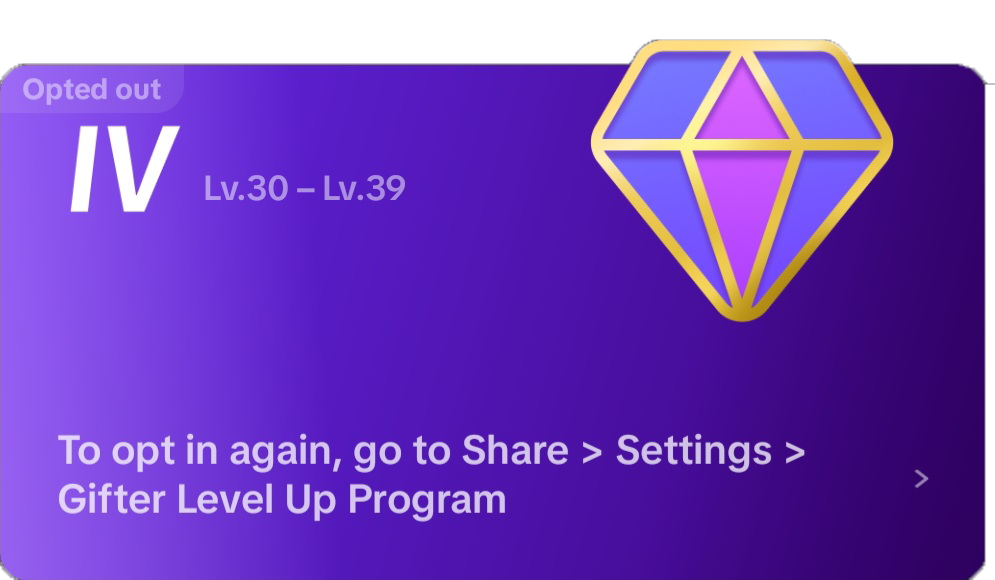 Opted out
IV
Lv.30 – Lv.39
To opt in again, go to Share > Settings >
Gifter Level Up Program